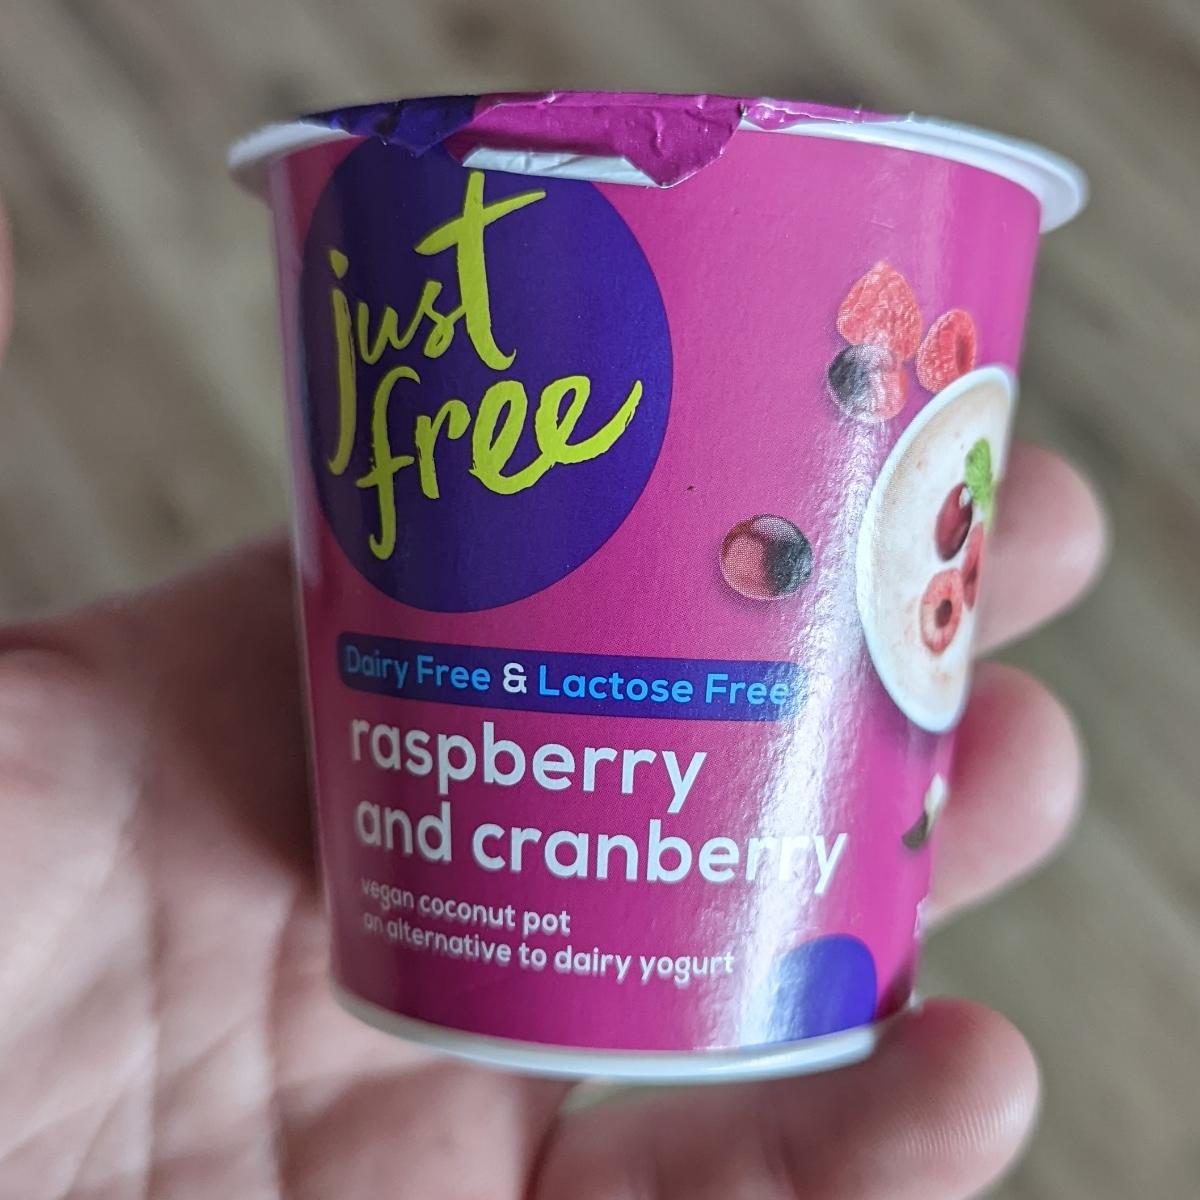 just
free
Dairy Free & Lactose Free
raspberry
and cranberry
vegan coconut pot
an alternative to dairy yogurt